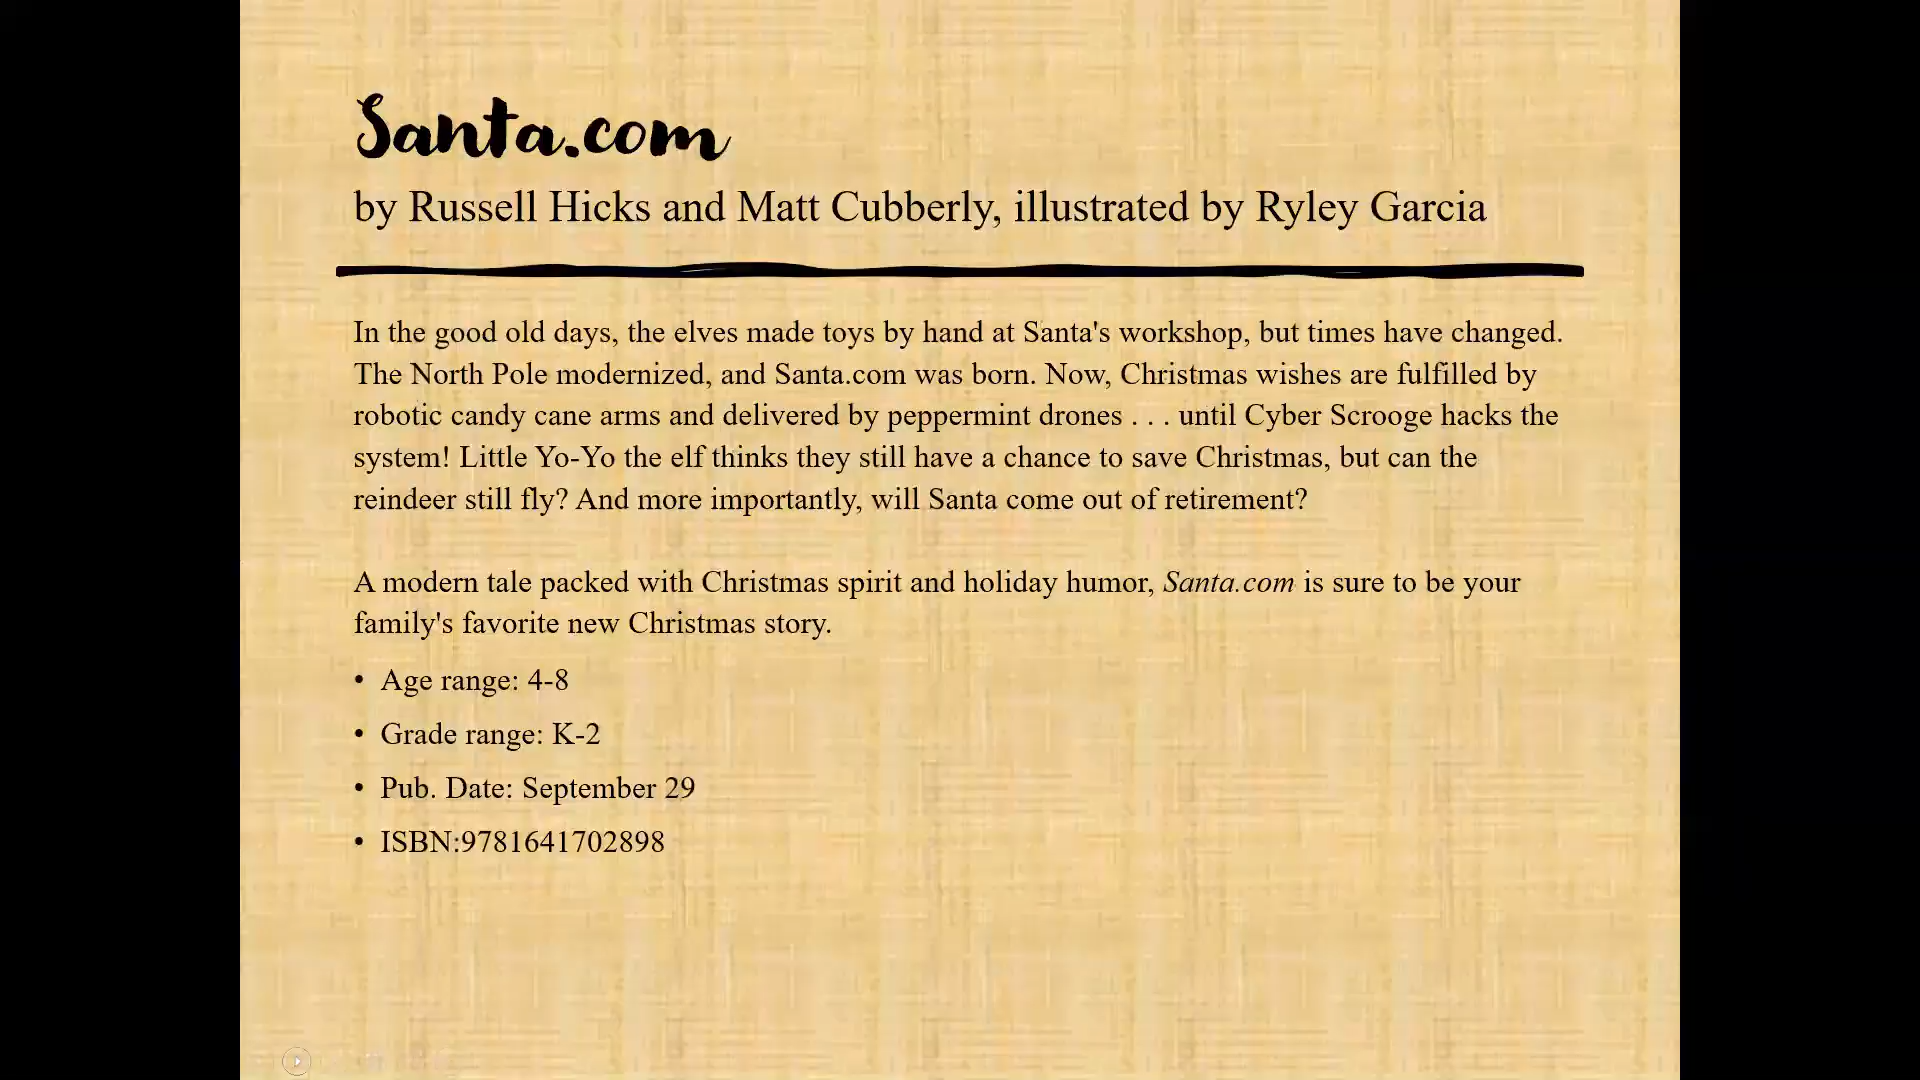 Santa.com
by Russell Hicks and Matt Cubberly, illustrated by Ryley Garcia
In the good old days, the elves made toys by hand at Santa's workshop, but times have changed.
The North Pole modernized, and Santa.com was born. Now, Christmas wishes are fulfilled by
robotic candy cane arms and delivered by peppermint drones . . . until Cyber Scrooge hacks the
system! Little Yo-Yo the elf thinks they still have a chance to save Christmas, but can the
reindeer still fly? And more importantly, will Santa come out of retirement?
A modern tale packed with Christmas spirit and holiday humor, Santa.com is sure to be your
family's favorite new Christmas story.
• Age range: 4-8
• Grade range: K-2
• Pub. Date: September 29
• ISBN:9781641702898